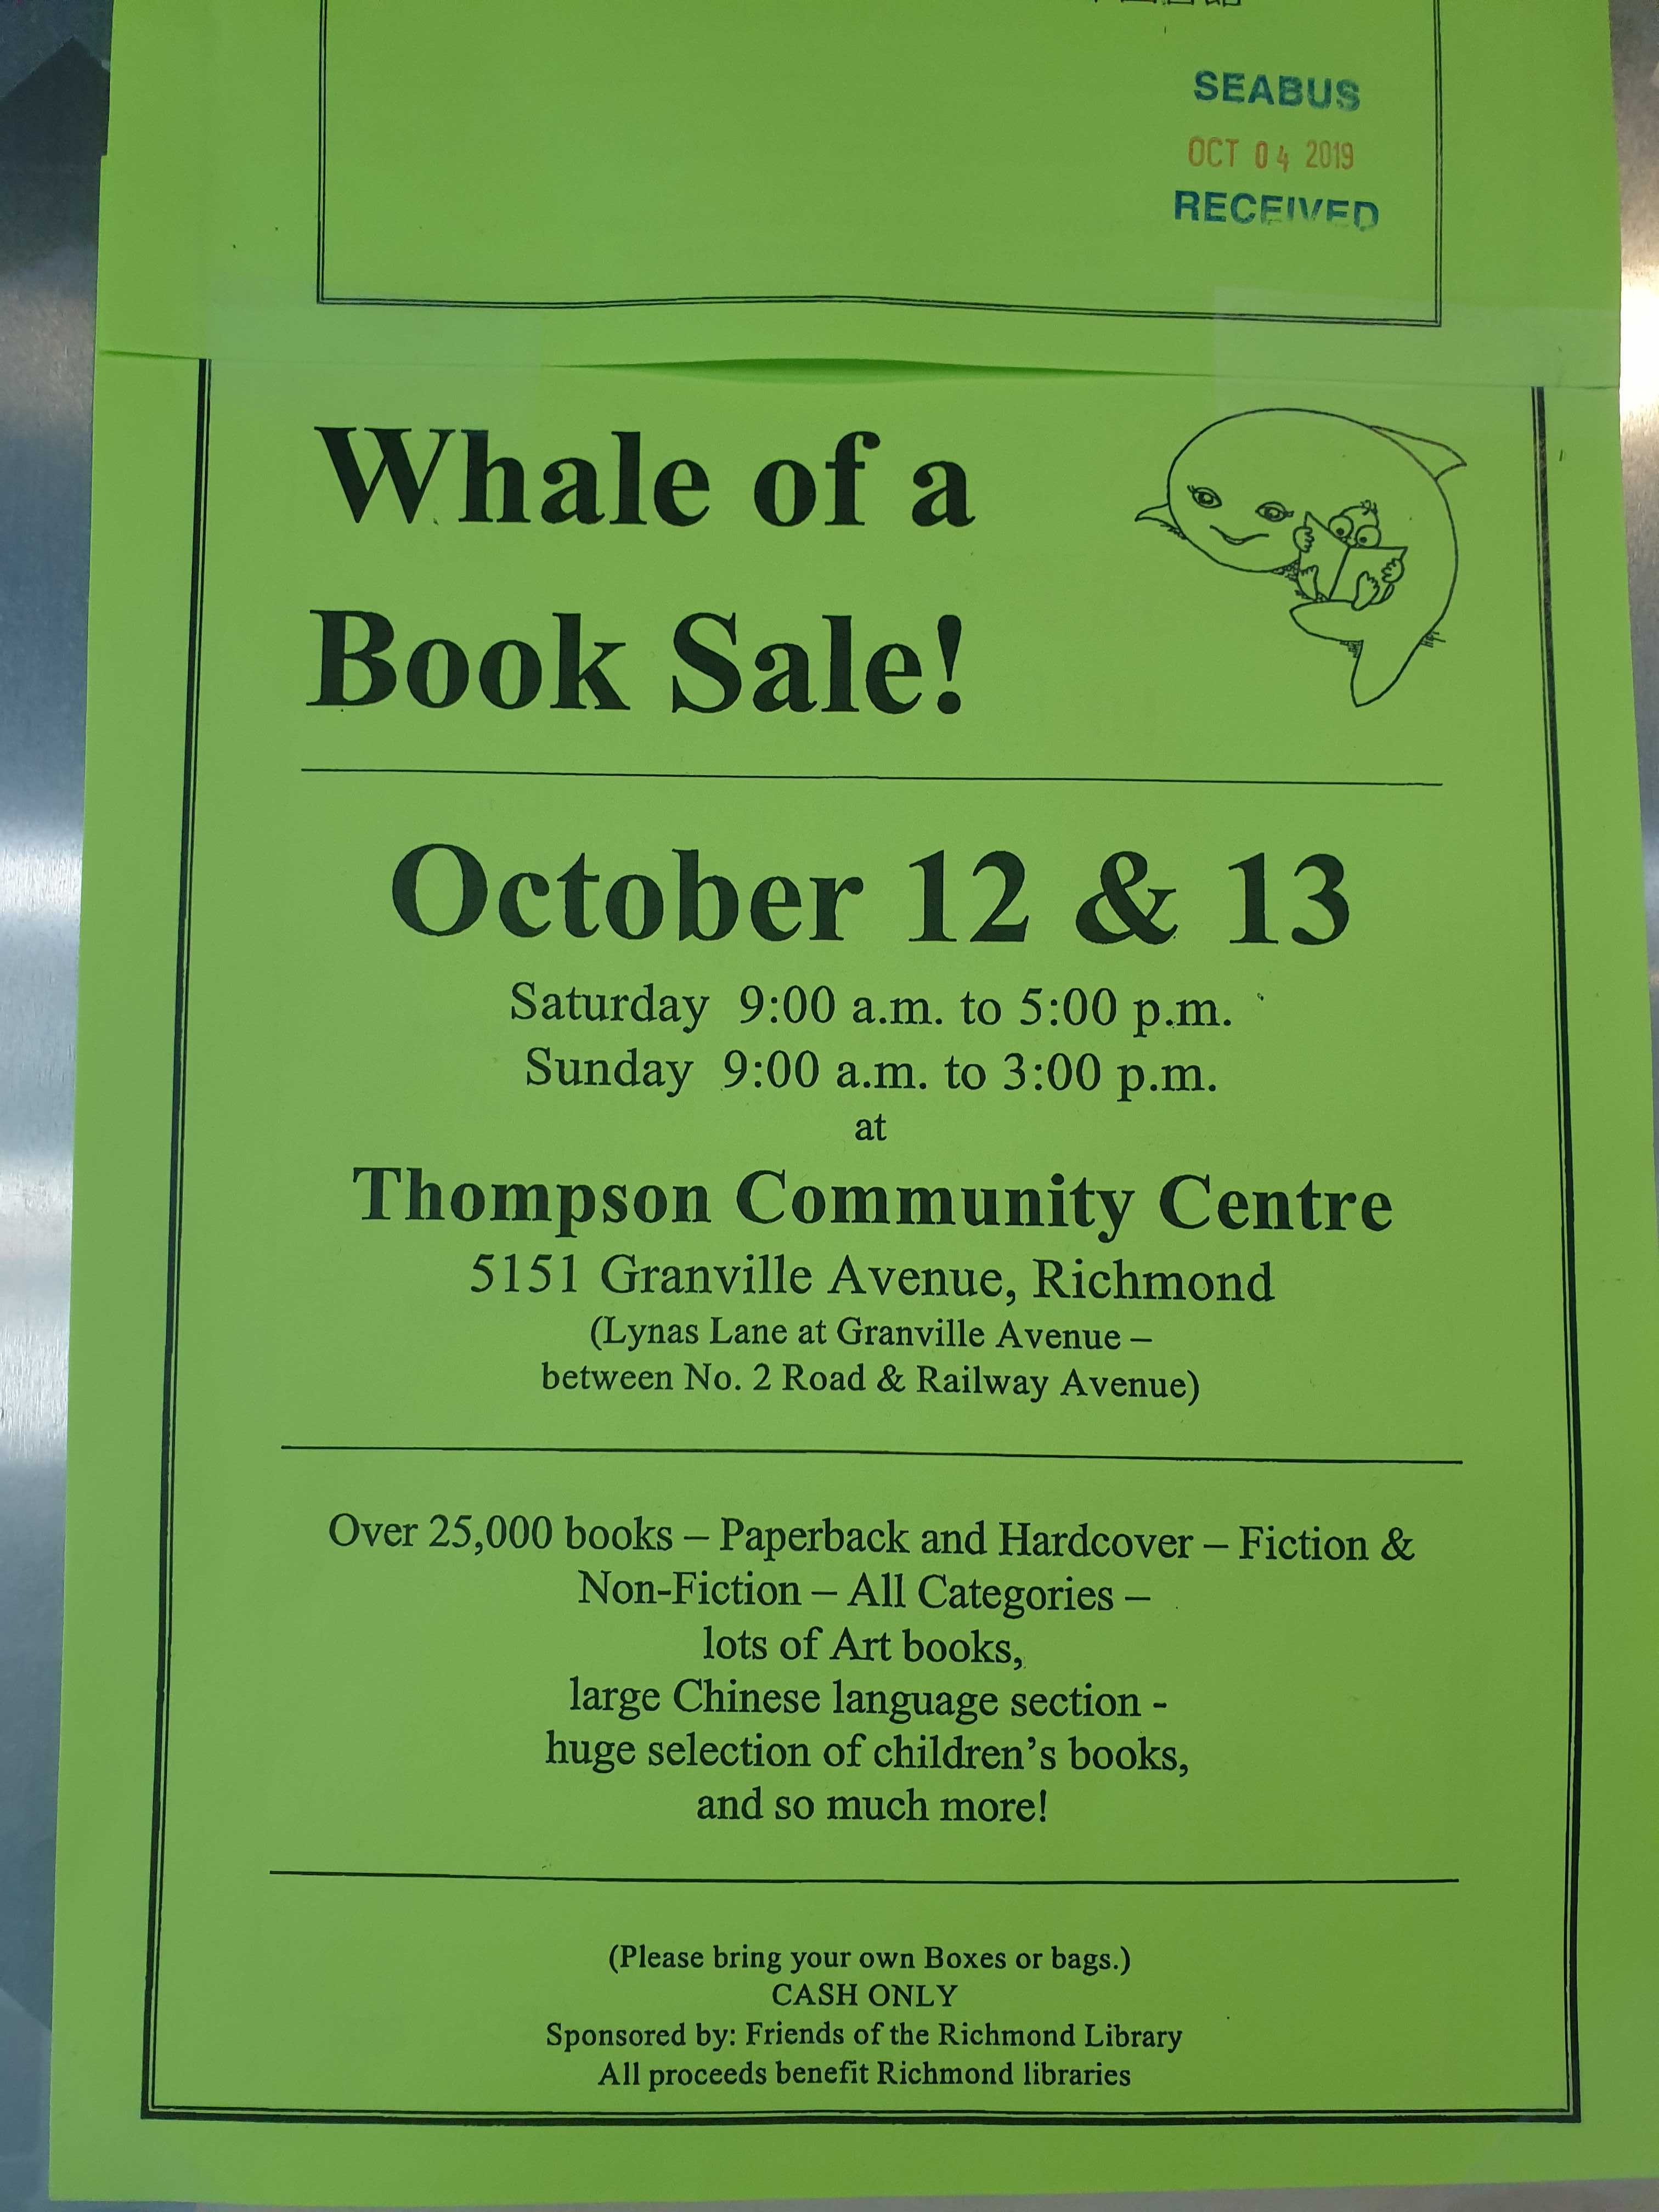 SEABUS
OCT 04 2019
RECEIVED
Whale of a
Book Sale!
October 12 & 13
Saturday 9:00 a.m. to 5:00 p.m.
Sunday 9:00 a.m. to 3:00 p.m.
at
Thompson Community Centre
5151 Granville Avenue, Richmond
(Lynas Lane at Granville Avenue –
between No. 2 Road & Railway Avenue)
Over 25,000 books – Paperback and Hardcover – Fiction &
Non-Fiction – All Categories –
lots of Art books,
large Chinese language section -
huge selection of children's books,
and so much more!
(Please bring your own Boxes or bags.)
CASH ONLY
Sponsored by: Friends of the Richmond Library
All proceeds benefit Richmond libraries